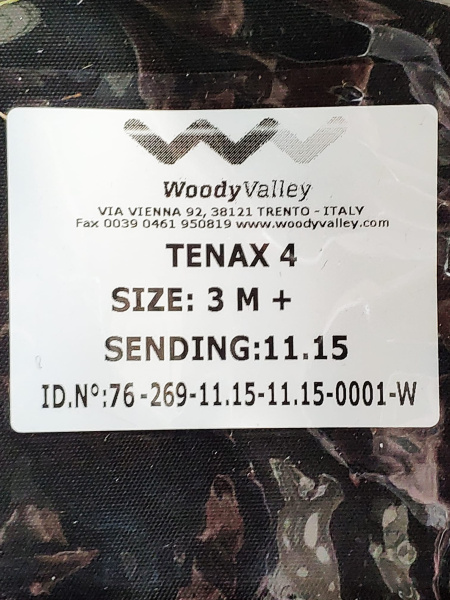 WoodyValley
VIA VIENNA 92, 38121 TRENTO - ITALY
Fax 0039 0461 950819 www.woodyvalley.com
TENAX 4
SIZE: 3 M +
SENDING:11.15
ID.Nº:76-269-11.15-11.15-0001-W